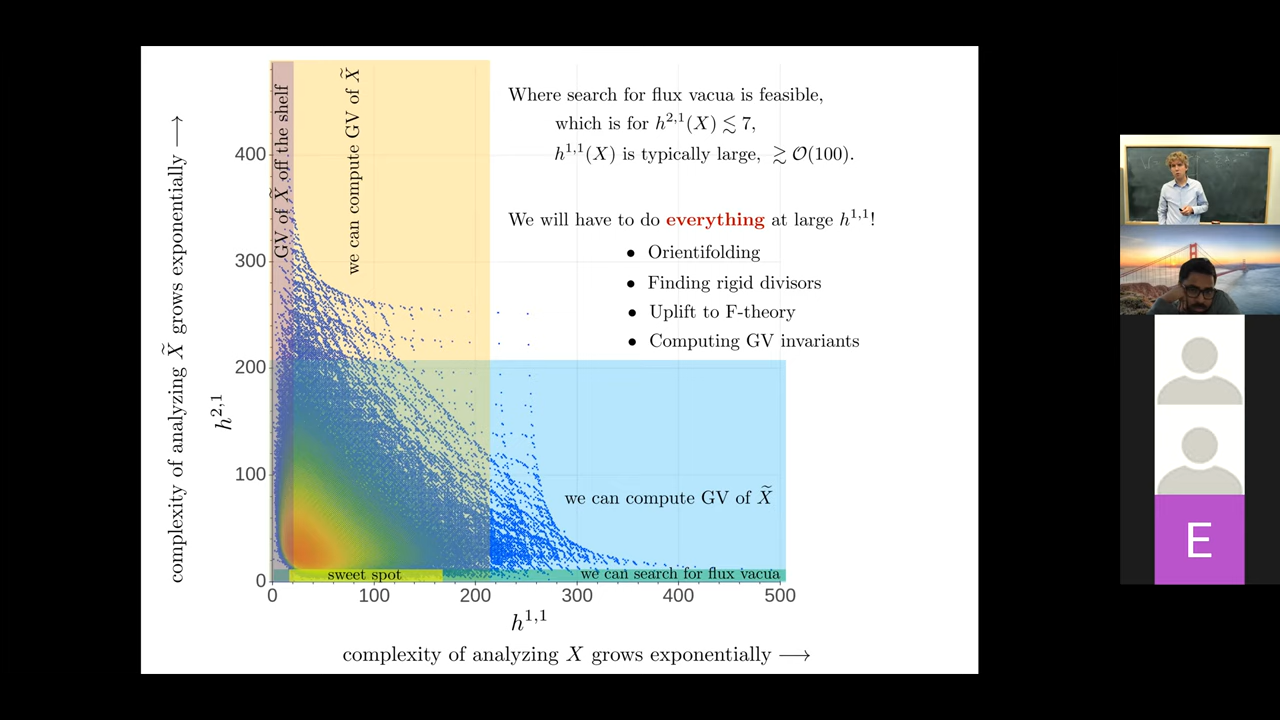 Where search for flux vacua is feasible,
which is for h^{2,1}(X) ≲ 7,
h^{1,1}(X) is typically large, ≳ 𝒪(100).
We will have to do everything at large h^{1,1}!
● Orientifolding
● Finding rigid divisors
● Uplift to F-theory
● Computing GV invariants
complexity of analyzing X̃ grows exponentially ⟶
h^{2,1}
400
300
200
100
0
GV of X̃ off the shelf
we can compute GV of X̃
we can compute GV of X̃
sweet spot
we can search for flux vacua
0 100 200 300 400 500
h^{1,1}
complexity of analyzing X grows exponentially ⟶
E